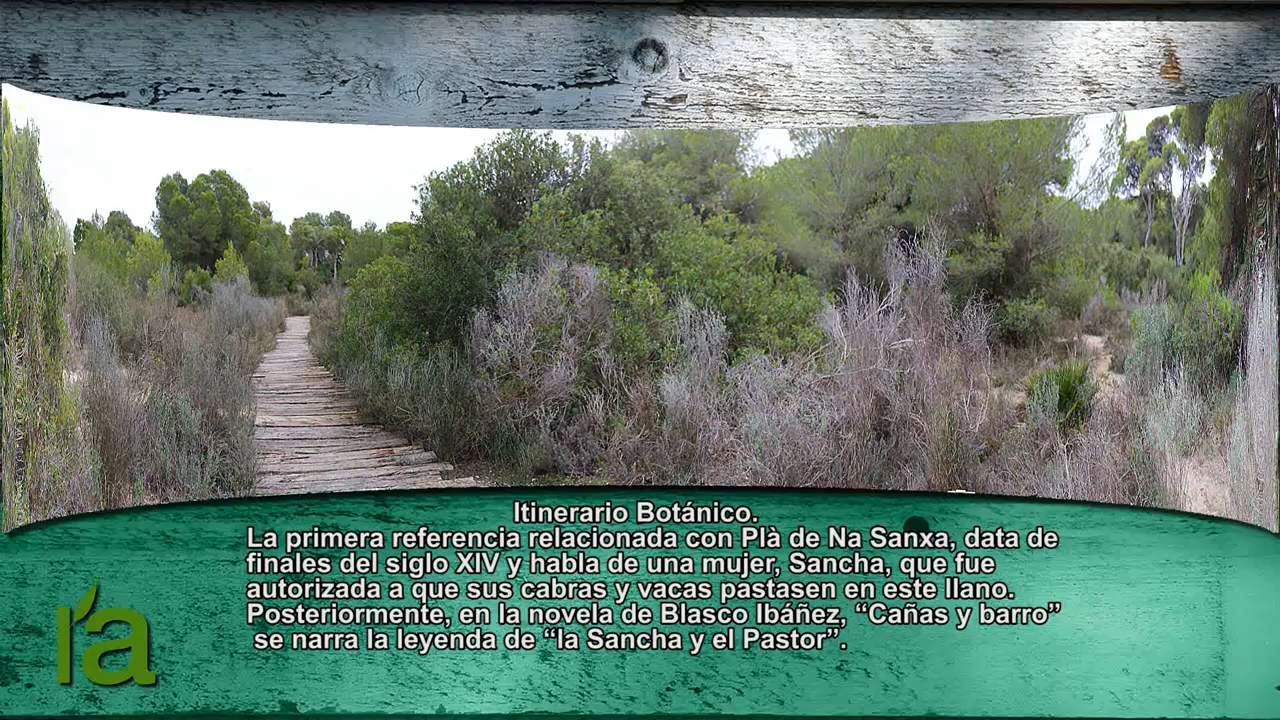 Itinerario Botánico.
La primera referencia relacionada con Plà de Na Sanxa, data de
finales del siglo XIV y habla de una mujer, Sancha, que fue
autorizada a que sus cabras y vacas pastasen en este llano.
Posteriormente, en la novela de Blasco Ibáñez, “Cañas y barro”
se narra la leyenda de “la Sancha y el Pastor”.
ra